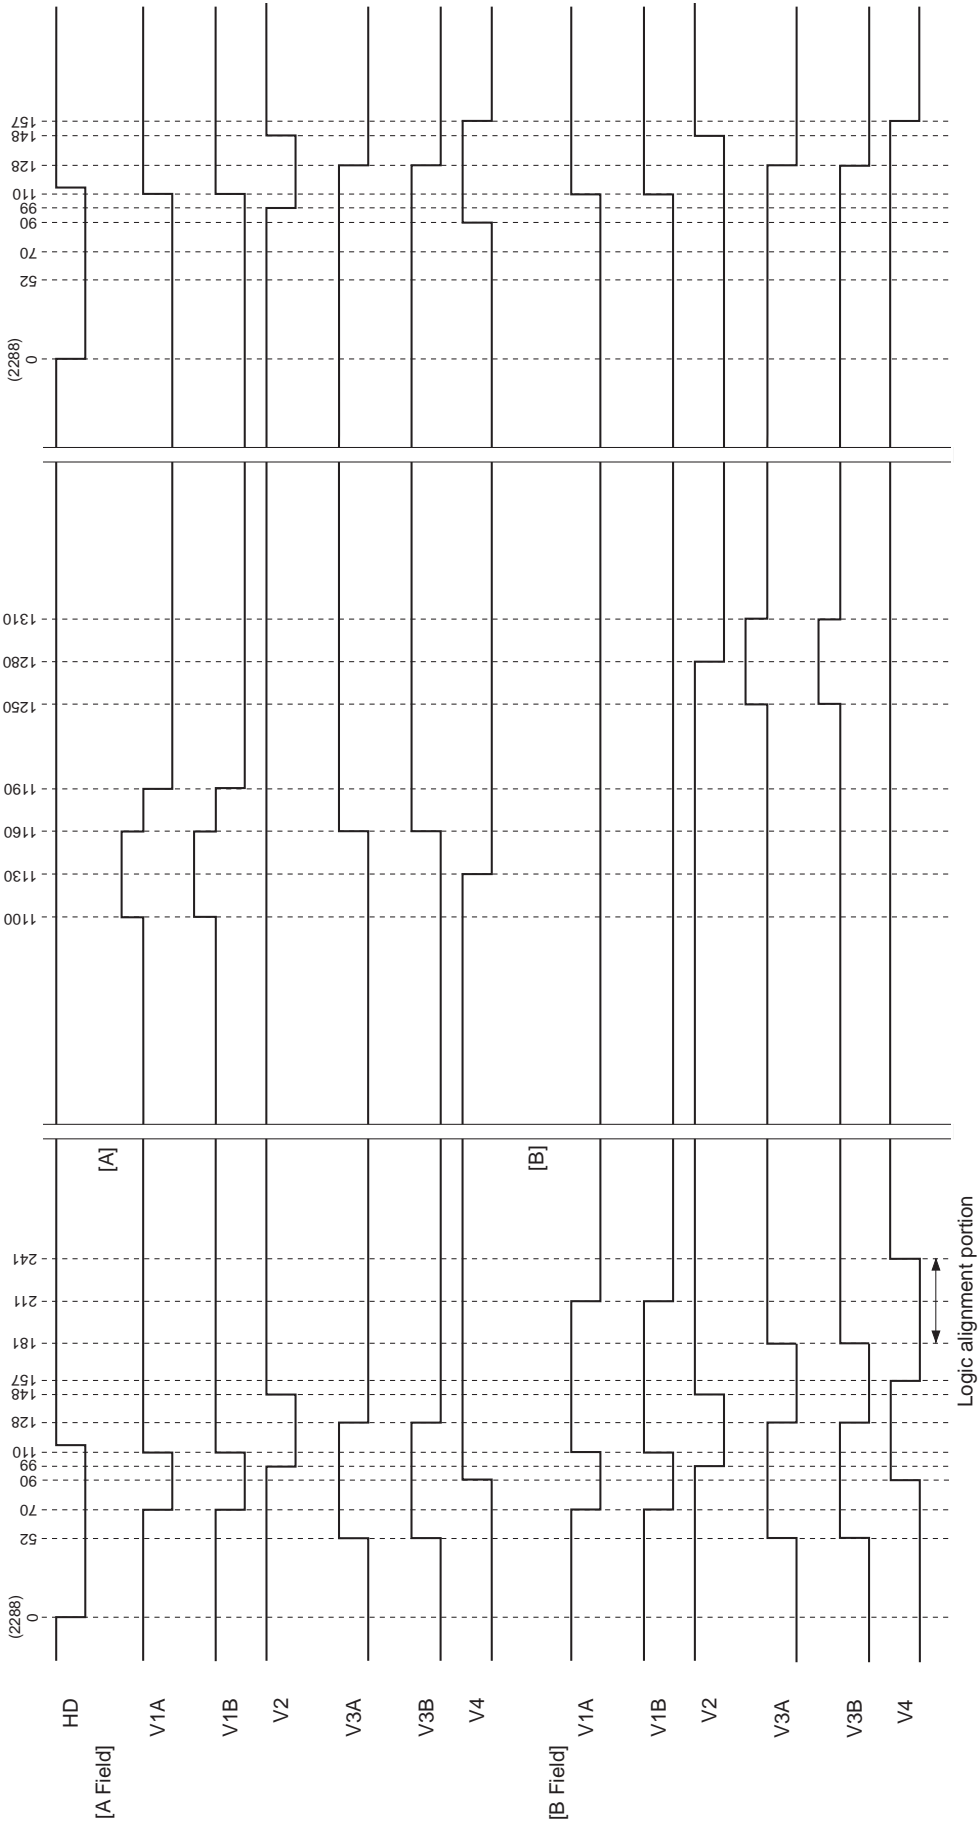 (2288)
0
52
70
90
99
110
128
148
157
181
211
241
1100
1130
1160
1190
1250
1280
1310
(2288)
0
52
70
90
99
110
128
148
157
HD
[A Field]
[A]
V1A
V1B
V2
V3A
V3B
V4
[B Field]
[B]
V1A
V1B
V2
V3A
V3B
V4
Logic alignment portion